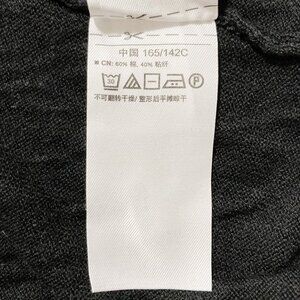 中国 165/142C
※ CN: 60% 棉, 40% 粘纤
30 P
不可翻转干燥/ 整形后平摊晾干